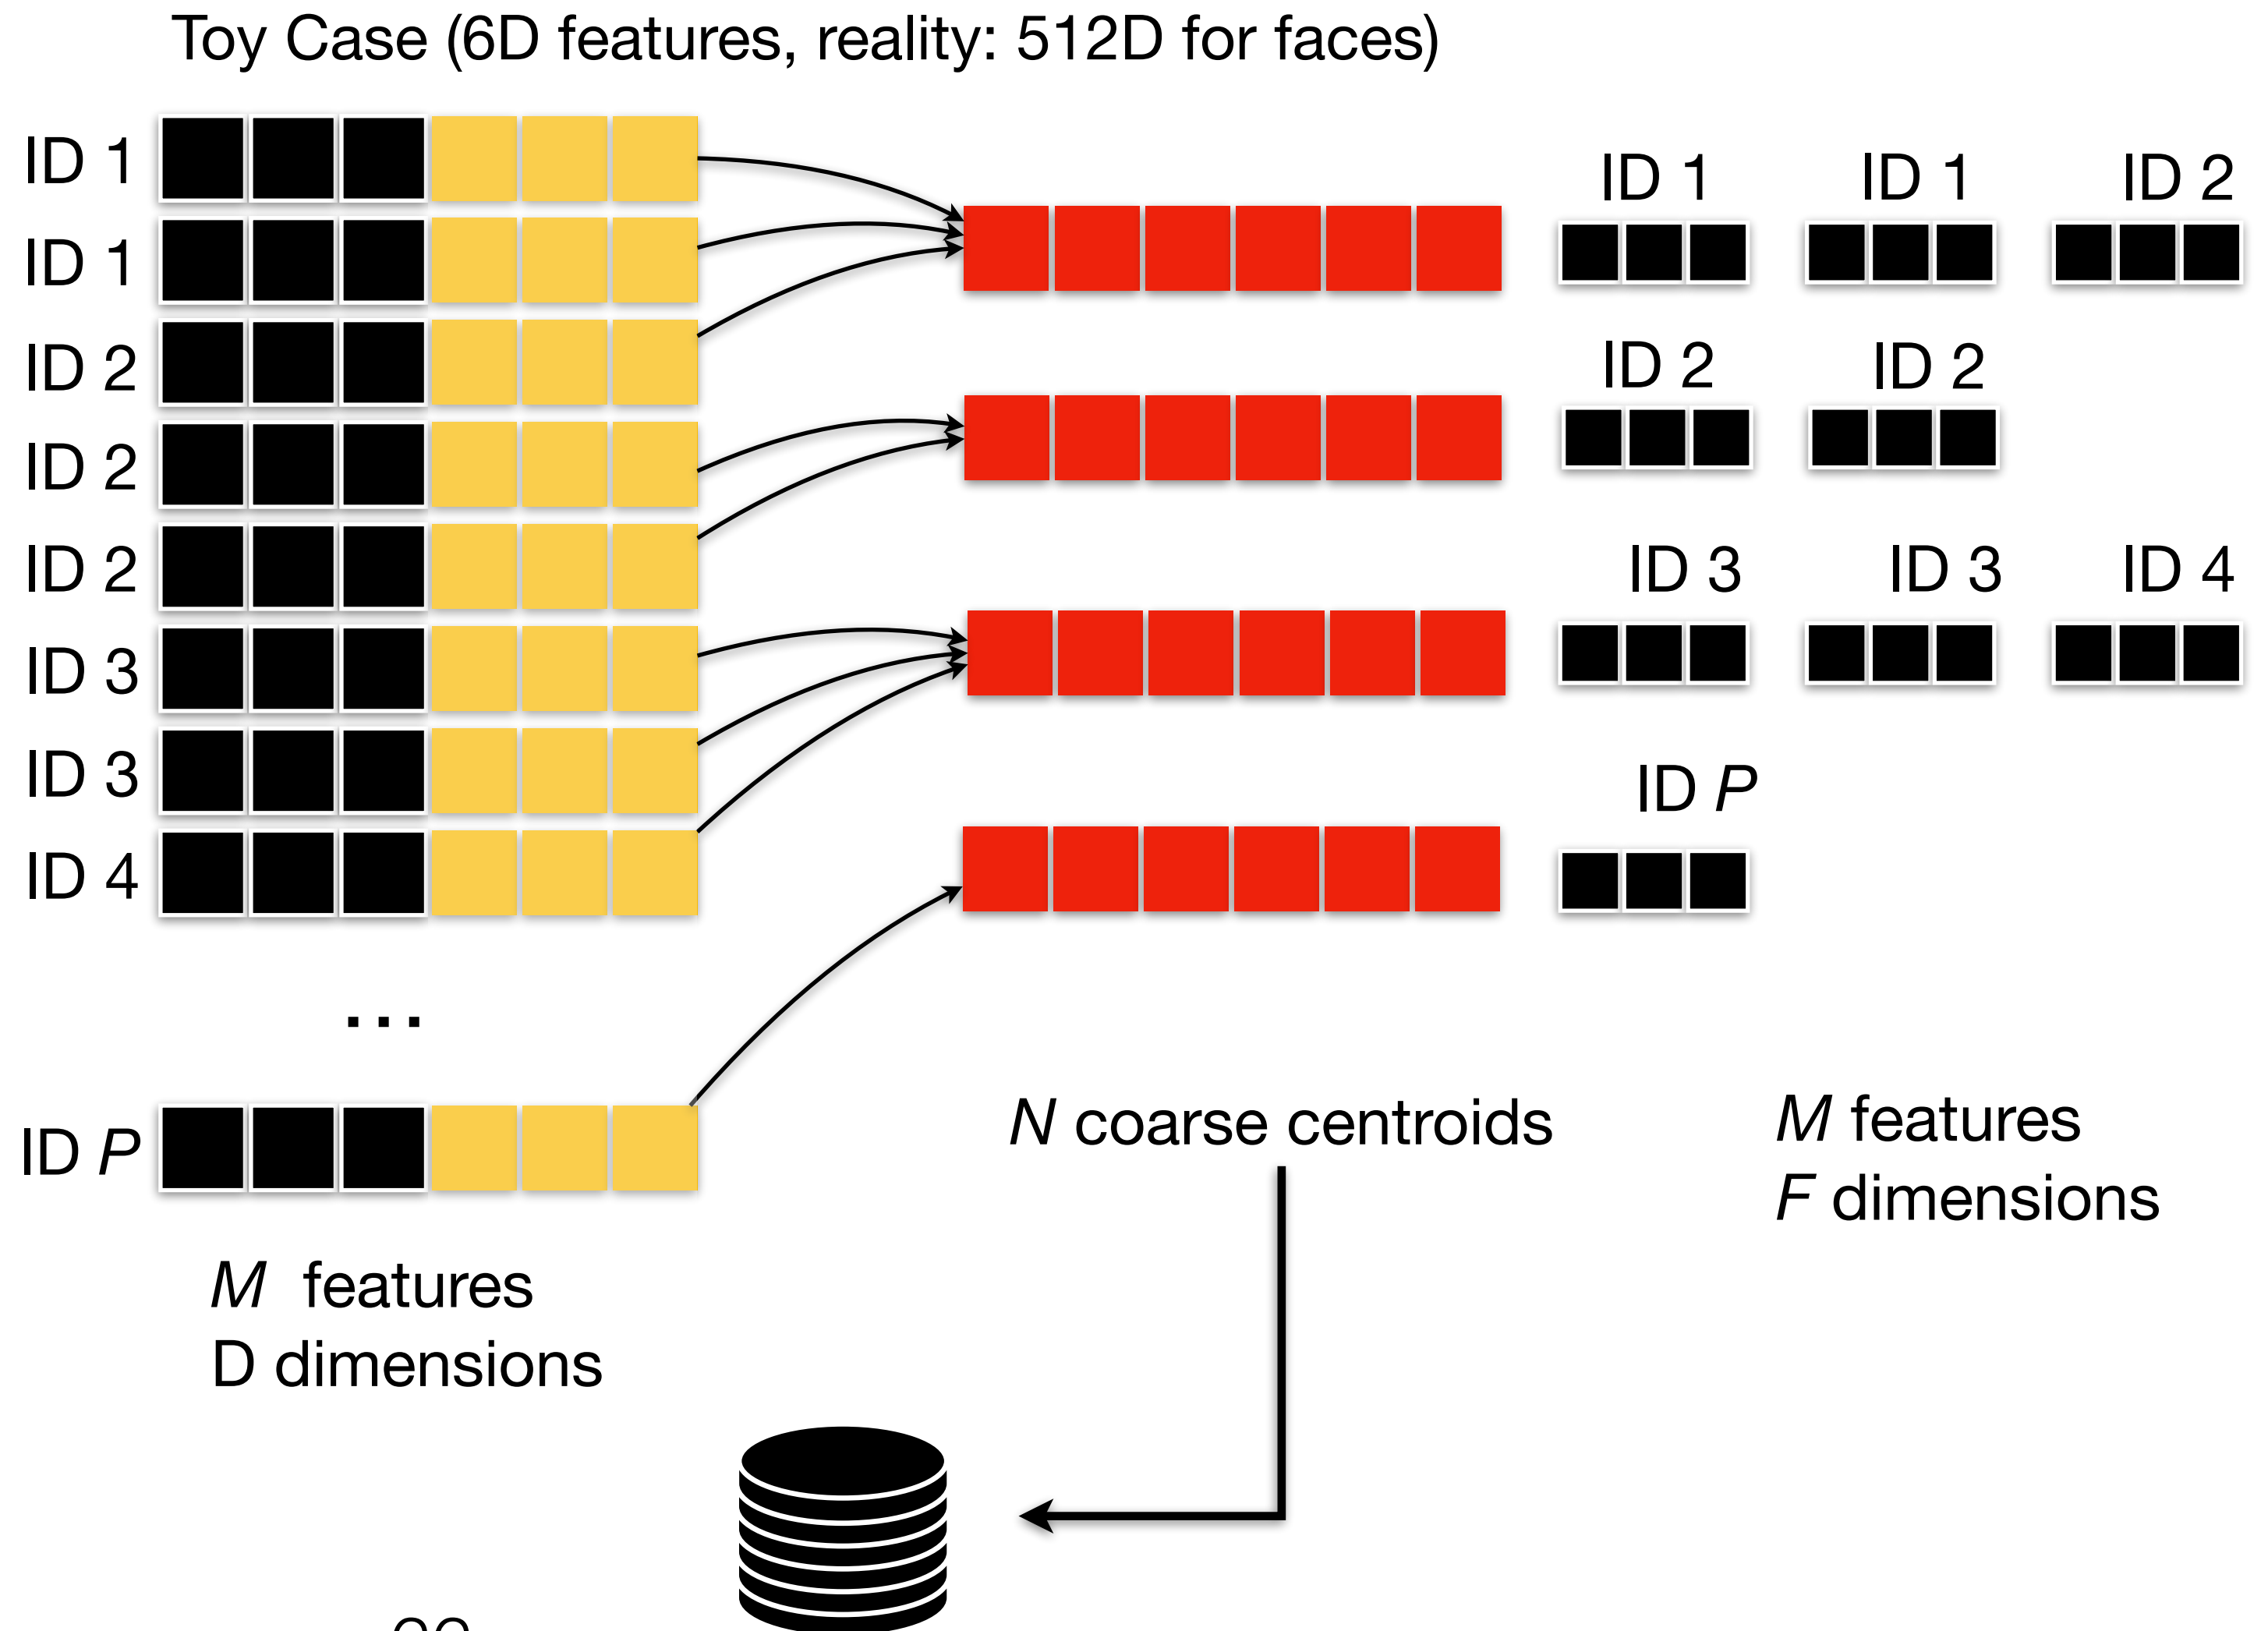 Toy Case (6D features, reality: 512D for faces)
ID 1
ID 1
ID 2
ID 2
ID 2
ID 3
ID 3
ID 4
...
ID P
M features
D dimensions
ID 1 ID 1 ID 2
ID 2 ID 2
ID 3 ID 3 ID 4
ID P
N coarse centroids
M features
F dimensions